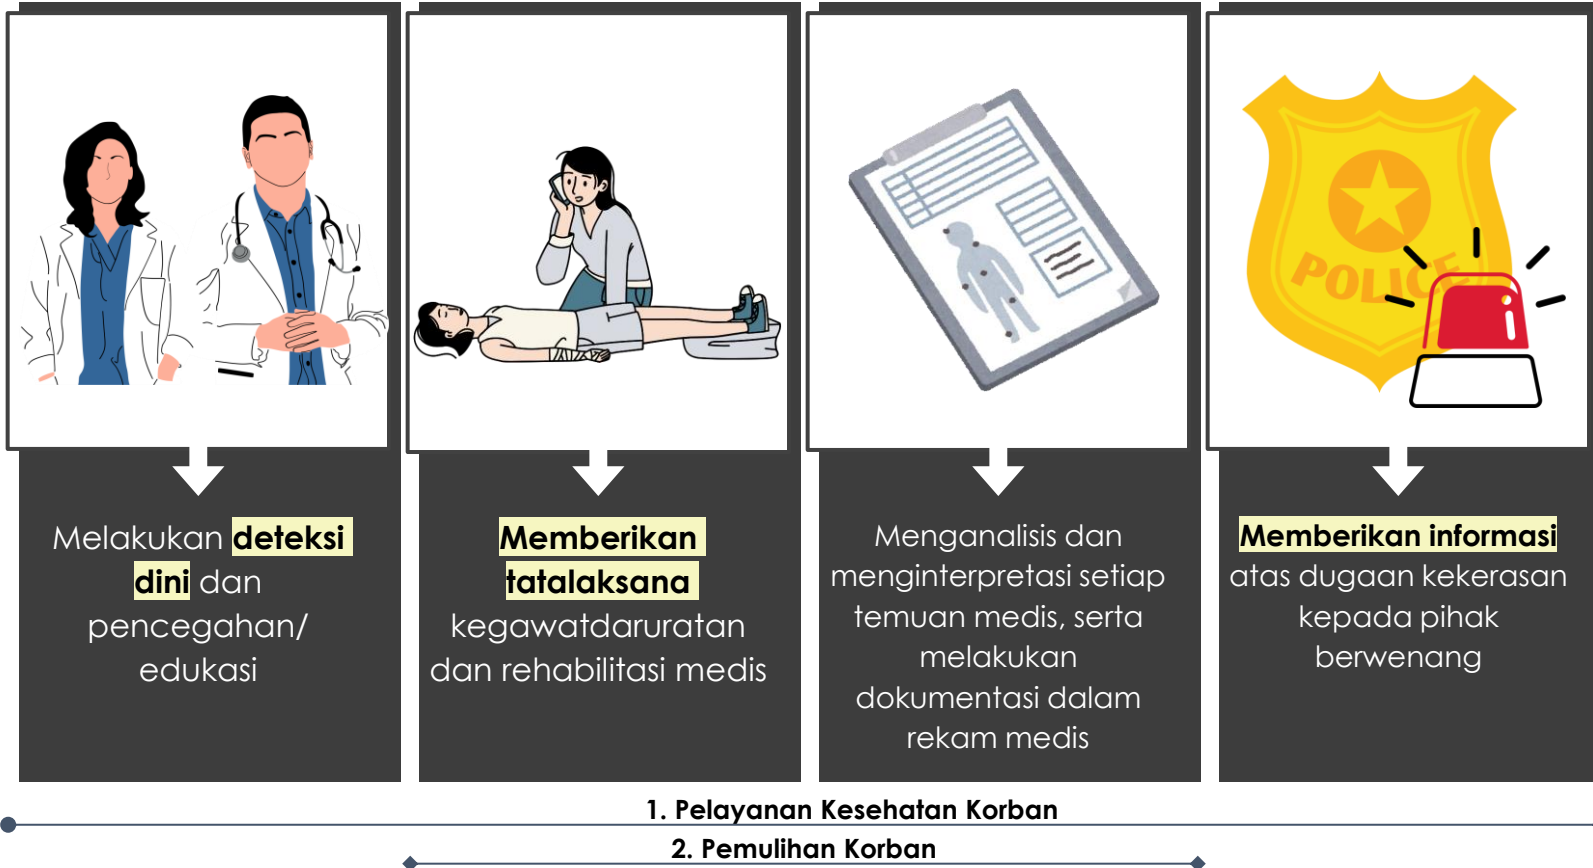 POLICE
Melakukan deteksi
dini dan
pencegahan/
edukasi
Memberikan
tatalaksana
kegawatdaruratan
dan rehabilitasi medis
Menganalisis dan
menginterpretasi setiap
temuan medis, serta
melakukan
dokumentasi dalam
rekam medis
Memberikan informasi
atas dugaan kekerasan
kepada pihak
berwenang
1. Pelayanan Kesehatan Korban
2. Pemulihan Korban